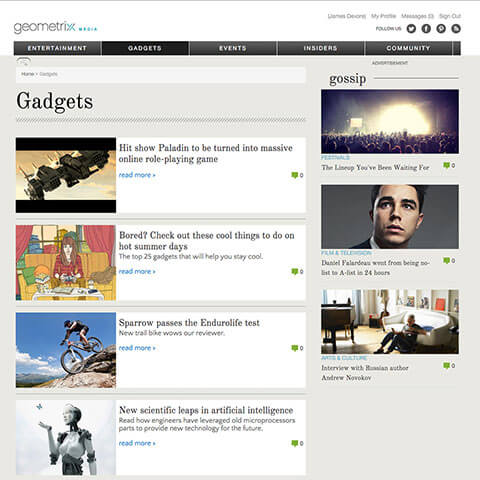 geometrixx MEDIA
(James Devore) My Profile Messages (0) Sign Out
FOLLOW US
ENTERTAINMENT GADGETS EVENTS INSIDERS COMMUNITY
Home > Gadgets
Gadgets
Hit show Paladin to be turned into massive
online role-playing game
read more >
0
Bored? Check out these cool things to do on
hot summer days
The top 25 gadgets that will help you stay cool.
read more >
0
Sparrow passes the Endurolife test
New trail bike wows our reviewer.
read more >
0
New scientific leaps in artificial intelligence
Read how engineers have leveraged old microprocessors
parts to provide new technology for the future.
read more >
0
ADVERTISEMENT
gossip
FESTIVALS
The Lineup You've Been Waiting For
0
FILM & TELEVISION
Daniel Falardeau went from being no-
list to A-list in 24 hours
0
ARTS & CULTURE
Interview with Russian author
Andrew Novokov
0